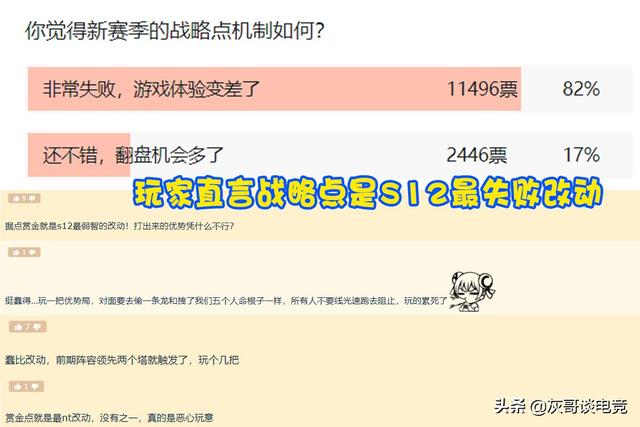 你觉得新赛季的战略点机制如何?
非常失败，游戏体验变差了 11496票 82%
还不错，翻盘机会多了 2446票 17%
玩家直言战略点是S12最失败改动
9
据点赏金就是s12最弱智的改动！打出来的优势凭什么不行?
1
挺蠢得...玩一把优势局，对面要去偷一条龙和拽了我们五个人命根子一样，所有人不要线光速跑去阻止，玩的累死了
7
蠢比改动，前期阵容领先两个塔就触发了，玩个几把
1
赏金点就是最nt改动，没有之一，真的是恶心玩意
头条 @灰哥谈电竞